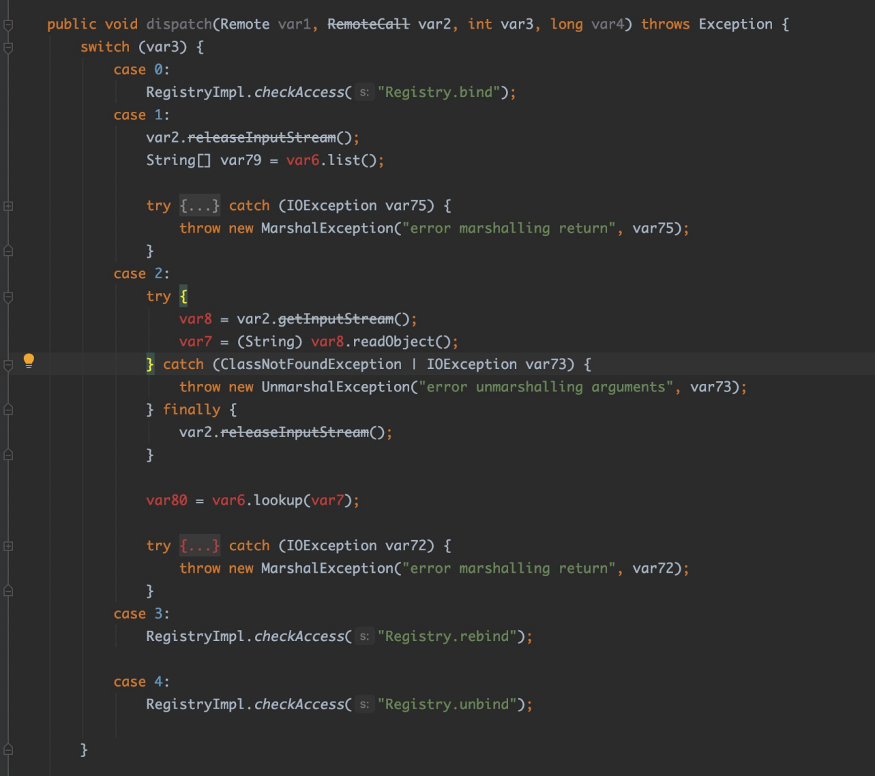 public void dispatch(Remote var1, RemoteCall var2, int var3, long var4) throws Exception {
switch (var3) {
case 0:
RegistryImpl.checkAccess( s: "Registry.bind");
case 1:
var2.releaseInputStream();
String[] var79 = var6.list();
try {...} catch (IOException var75) {
throw new MarshalException("error marshalling return", var75);
}
case 2:
try {
var8 = var2.getInputStream();
var7 = (String) var8.readObject();
} catch (ClassNotFoundException | IOException var73) {
throw new UnmarshalException("error unmarshalling arguments", var73);
} finally {
var2.releaseInputStream();
}
var80 = var6.lookup(var7);
try {...} catch (IOException var72) {
throw new MarshalException("error marshalling return", var72);
}
case 3:
RegistryImpl.checkAccess( s: "Registry.rebind");
case 4:
RegistryImpl.checkAccess( s: "Registry.unbind");
}